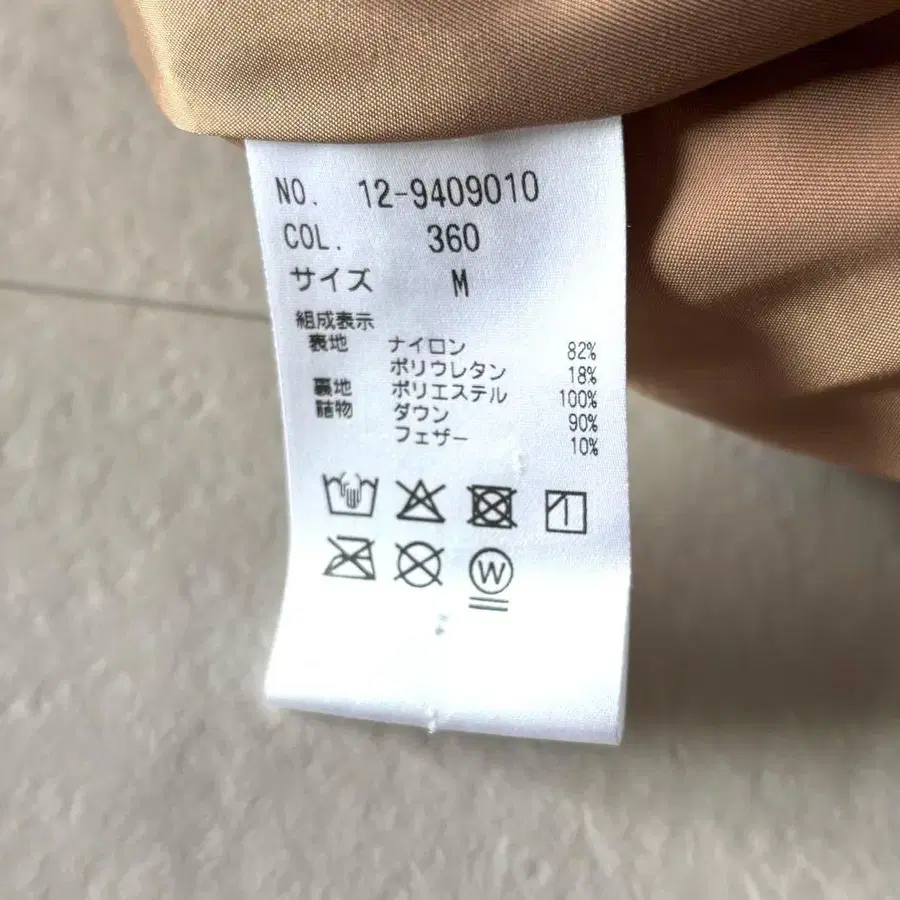 NO. 12-9409010
COL. 360
サイズ M
組成表示
表地 ナイロン 82%
ポリウレタン 18%
裏地 ポリエステル 100%
詰物 ダウン 90%
フェザー 10%
W